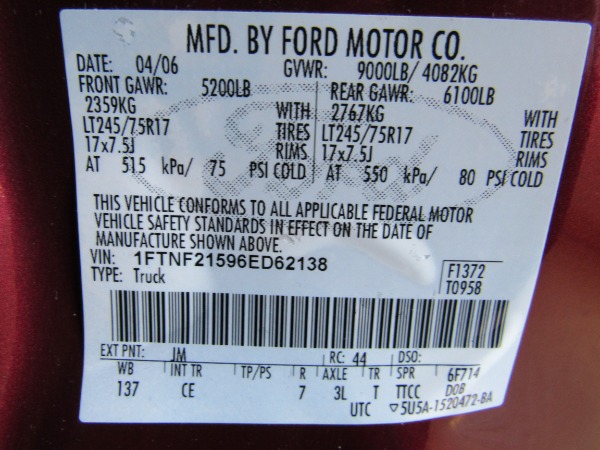 MFD. BY FORD MOTOR CO.
DATE: 04/06 GVWR: 9000LB/ 4082KG
FRONT GAWR: 5200LB REAR GAWR: 6100LB
2359KG WITH 2767KG WITH
LT245/75R17 TIRES LT245/75R17 TIRES
17x7.5J RIMS 17x7.5J RIMS
AT 515 kPa/ 75 PSI COLD AT 550 kPa/ 80 PSI COLD
THIS VEHICLE CONFORMS TO ALL APPLICABLE FEDERAL MOTOR
VEHICLE SAFETY STANDARDS IN EFFECT ON THE DATE OF
MANUFACTURE SHOWN ABOVE.
VIN: 1FTNF21596ED62138 F1372
TYPE: Truck T0958
EXT PNT: JM RC: 44 DSO:
WB INT TR TP/PS R AXLE TR SPR 6F714
137 CE 7 3L T TTCC DOB
UTC ▽5U5A-1520472-BA
Ford